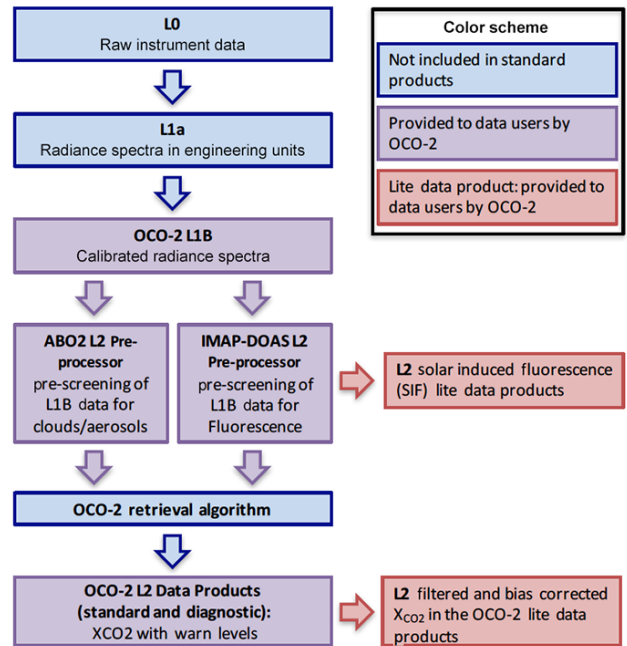 L0
Raw instrument data
L1a
Radiance spectra in engineering units
OCO-2 L1B
Calibrated radiance spectra
ABO2 L2 Pre-
processor
pre-screening of
L1B data for
clouds/aerosols
IMAP-DOAS L2
Pre-processor
pre-screening of
L1B data for
Fluorescence
L2 solar induced fluorescence
(SIF) lite data products
OCO-2 retrieval algorithm
OCO-2 L2 Data Products
(standard and diagnostic):
XCO2 with warn levels
L2 filtered and bias corrected
XCO2 in the OCO-2 lite data
products
Color scheme
Not included in standard
products
Provided to data users by
OCO-2
Lite data product: provided to
data users by OCO-2